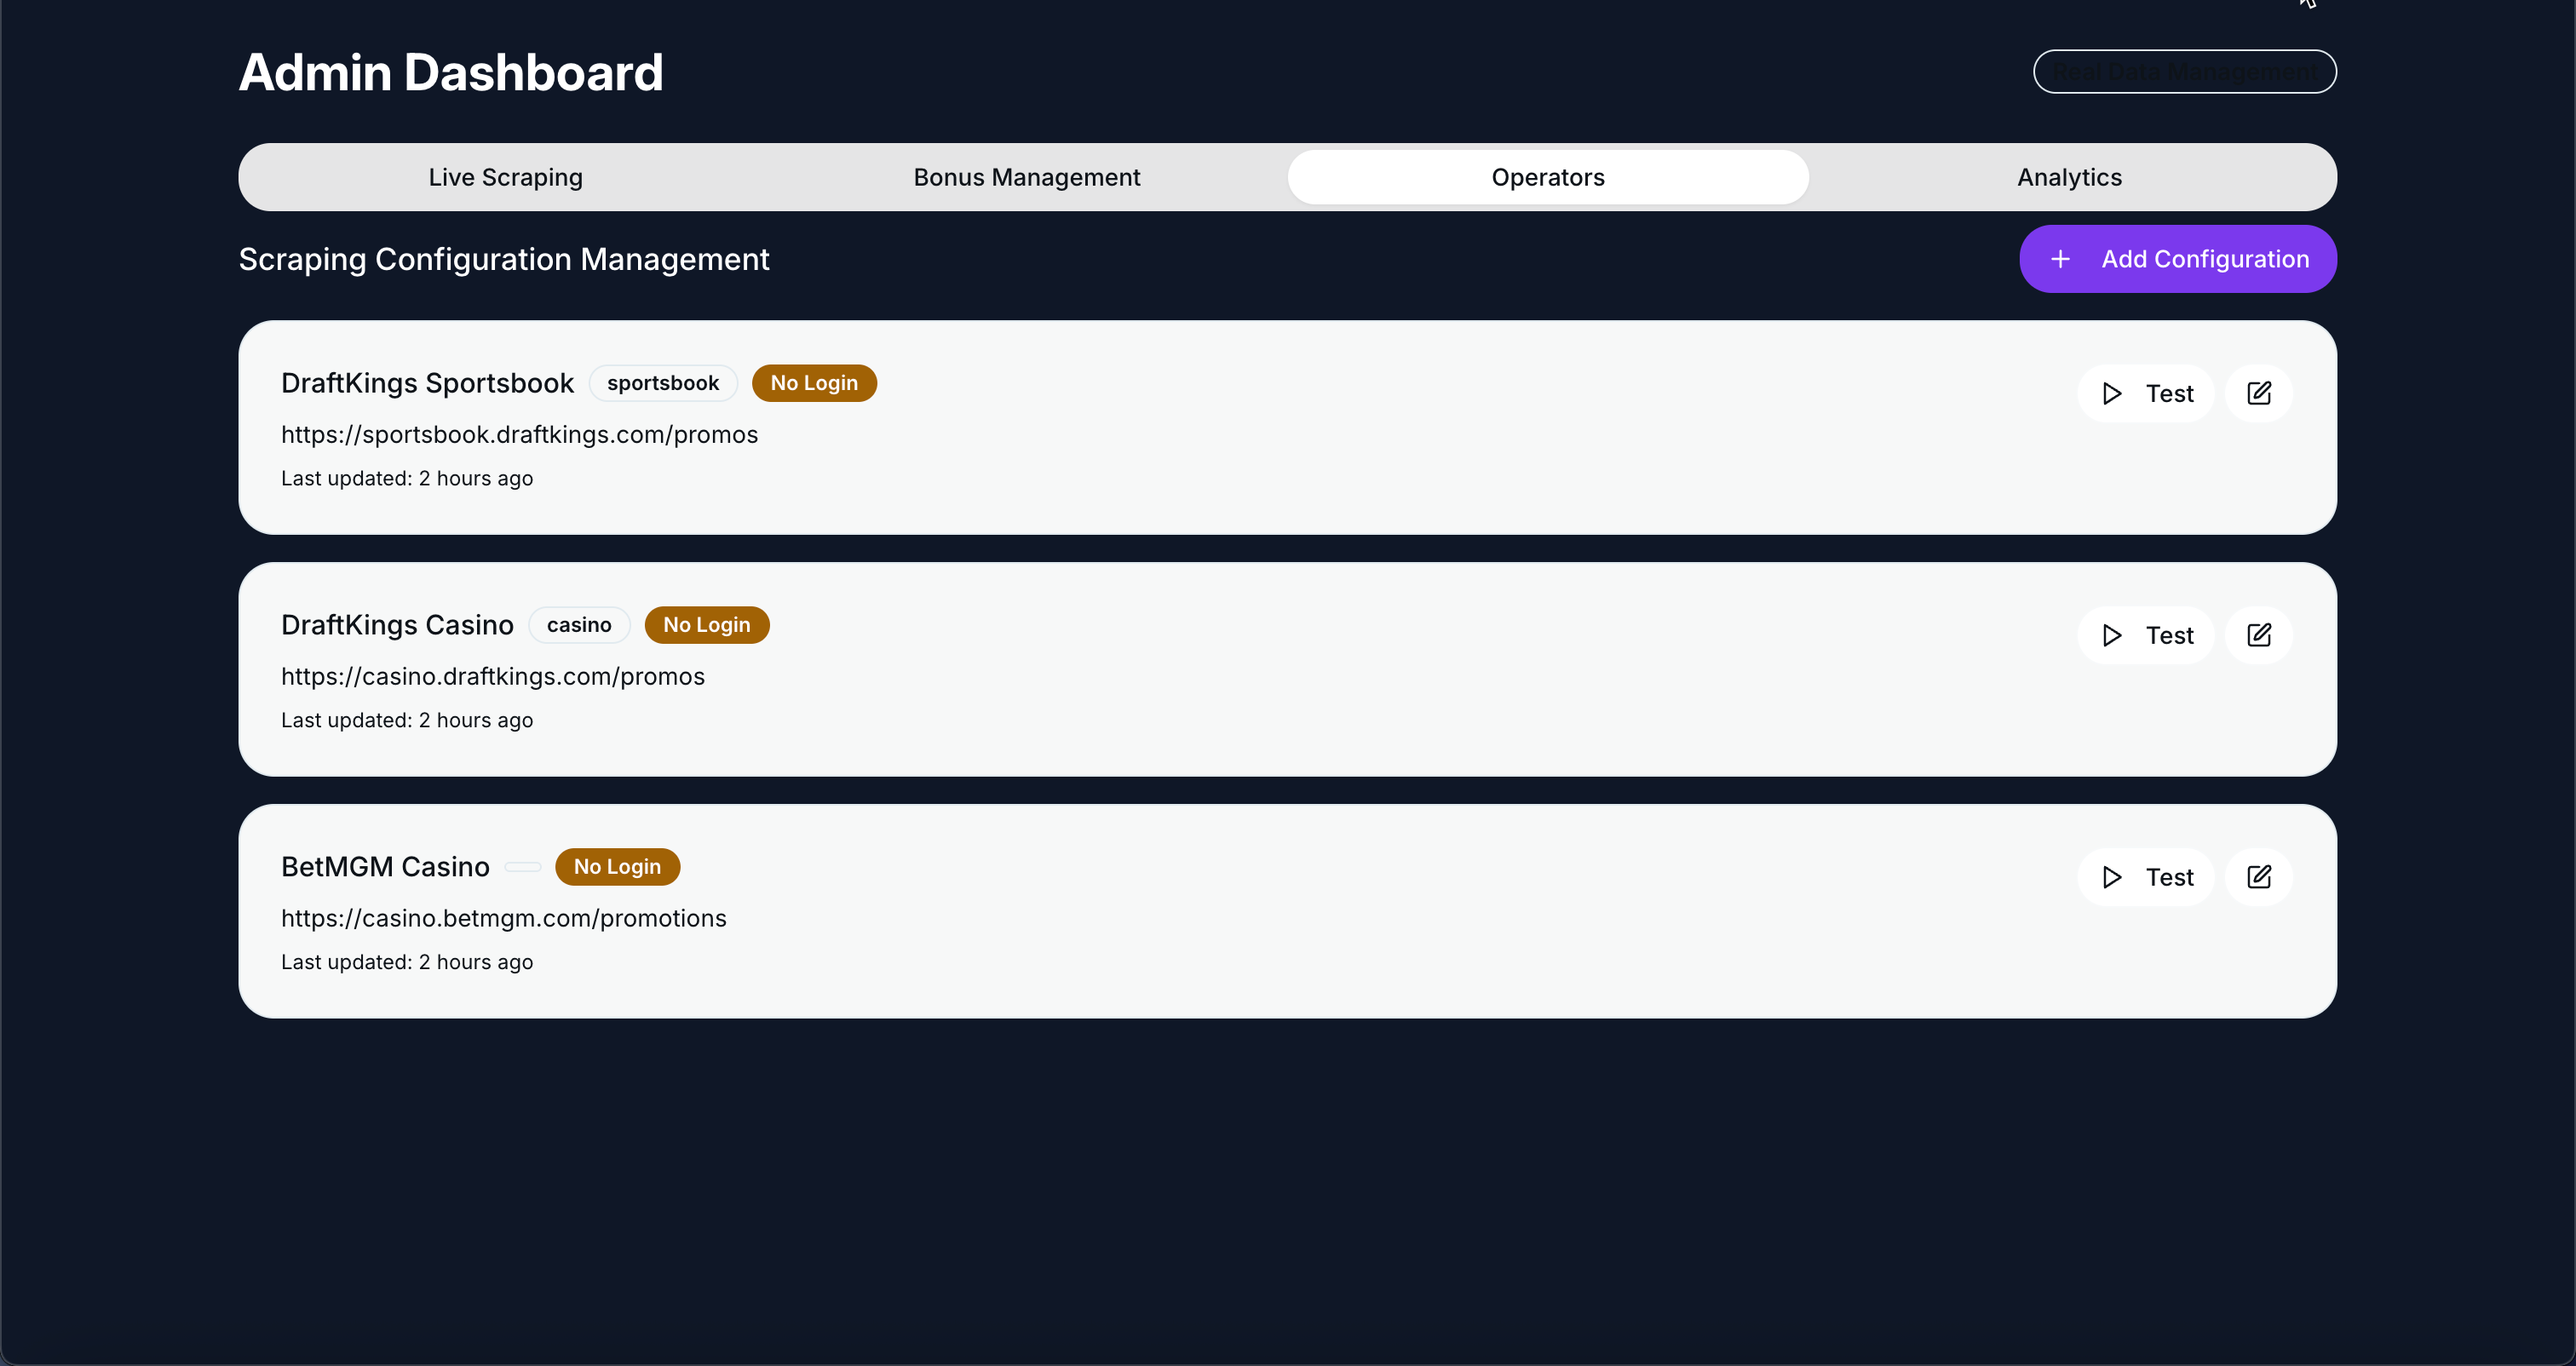 Admin Dashboard
Real Data Management
Live Scraping
Bonus Management
Operators
Analytics
Scraping Configuration Management
Add Configuration
DraftKings Sportsbook
sportsbook
No Login
Test
https://sportsbook.draftkings.com/promos
Last updated: 2 hours ago
DraftKings Casino
casino
No Login
Test
https://casino.draftkings.com/promos
Last updated: 2 hours ago
BetMGM Casino
No Login
Test
https://casino.betmgm.com/promotions
Last updated: 2 hours ago